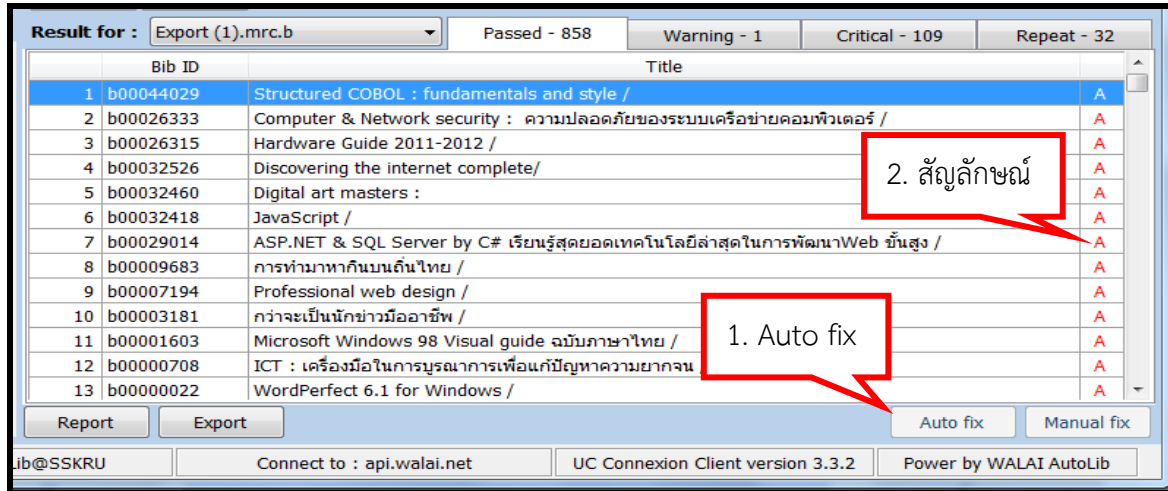 Result for : Export (1).mrc.b Passed - 858 Warning - 1 Critical - 109 Repeat - 32
Bib ID Title
1 b00044029 Structured COBOL : fundamentals and style / A
2 b00026333 Computer & Network security : ความปลอดภัยของระบบเครือข่ายคอมพิวเตอร์ / A
3 b00026315 Hardware Guide 2011-2012 / A
4 b00032526 Discovering the internet complete/ A
5 b00032460 Digital art masters : A
6 b00032418 JavaScript / A
7 b00029014 ASP.NET & SQL Server by C# เรียนรู้สุดยอดเทคโนโลยีล่าสุดในการพัฒนาWeb ขั้นสูง / A
8 b00009683 การทำมาหากินบนถิ่นไทย / A
9 b00007194 Professional web design / A
10 b00003181 กว่าจะเป็นนักข่าวมืออาชีพ / A
11 b00001603 Microsoft Windows 98 Visual guide ฉบับภาษาไทย / A
12 b00000708 ICT : เครื่องมือในการบูรณาการเพื่อแก้ปัญหาความยากจน / A
13 b00000022 WordPerfect 6.1 for Windows / A
2. สัญลักษณ์
1. Auto fix
Report Export Auto fix Manual fix
ib@SSKRU Connect to : api.walai.net UC Connexion Client version 3.3.2 Power by WALAI AutoLib